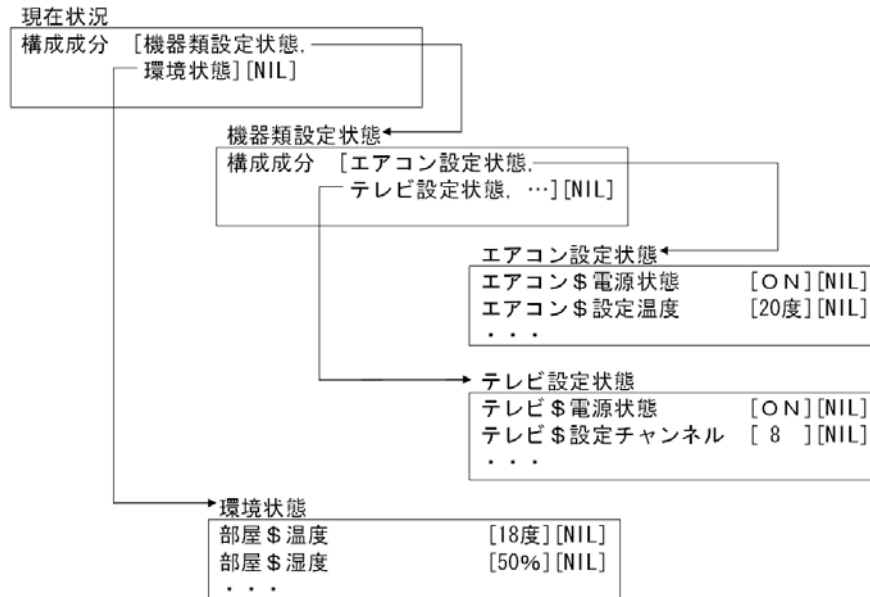 現在状況
構成成分 [機器類設定状態,
環境状態][NIL]
機器類設定状態
構成成分 [エアコン設定状態,
テレビ設定状態, …][NIL]
エアコン設定状態
エアコン＄電源状態 [ＯＮ][NIL]
エアコン＄設定温度 [20度][NIL]
・・・
テレビ設定状態
テレビ＄電源状態 [ＯＮ][NIL]
テレビ＄設定チャンネル [ 8 ][NIL]
・・・
環境状態
部屋＄温度 [18度][NIL]
部屋＄湿度 [50%][NIL]
・・・